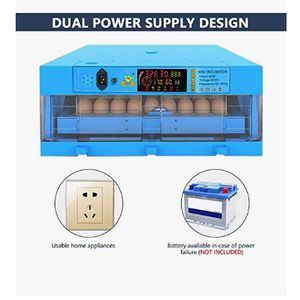 DUAL POWER SUPPLY DESIGN
MINI INCUBATOR
Usable home appliances
Battery available in case of power
failure (NOT INCLUDED)